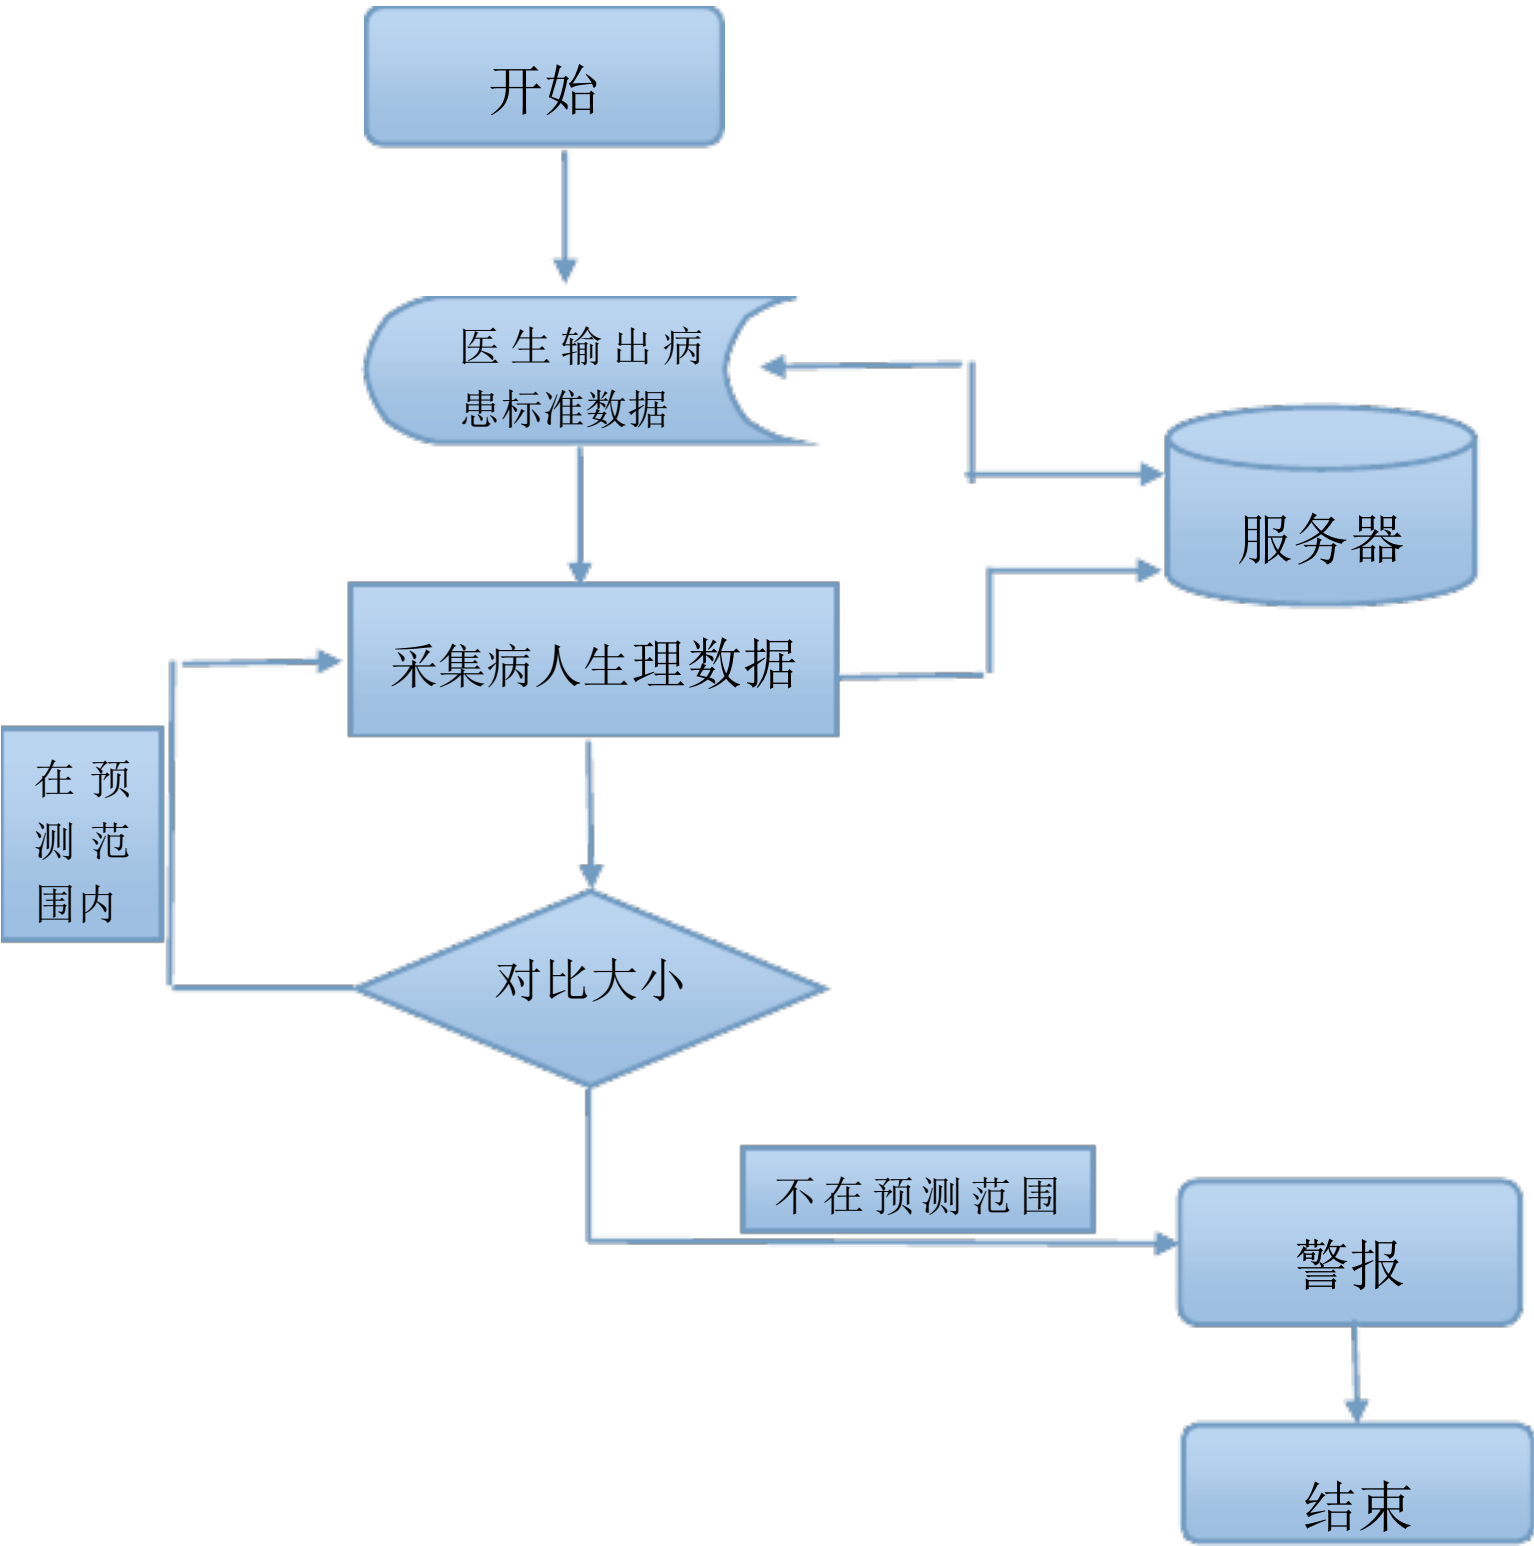 开始
医生输出病
患标准数据
服务器
采集病人生理数据
在预
测范
围内
对比大小
不在预测范围
警报
结束